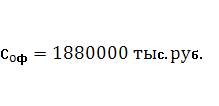 Cоф = 1880000 тыс. руб.